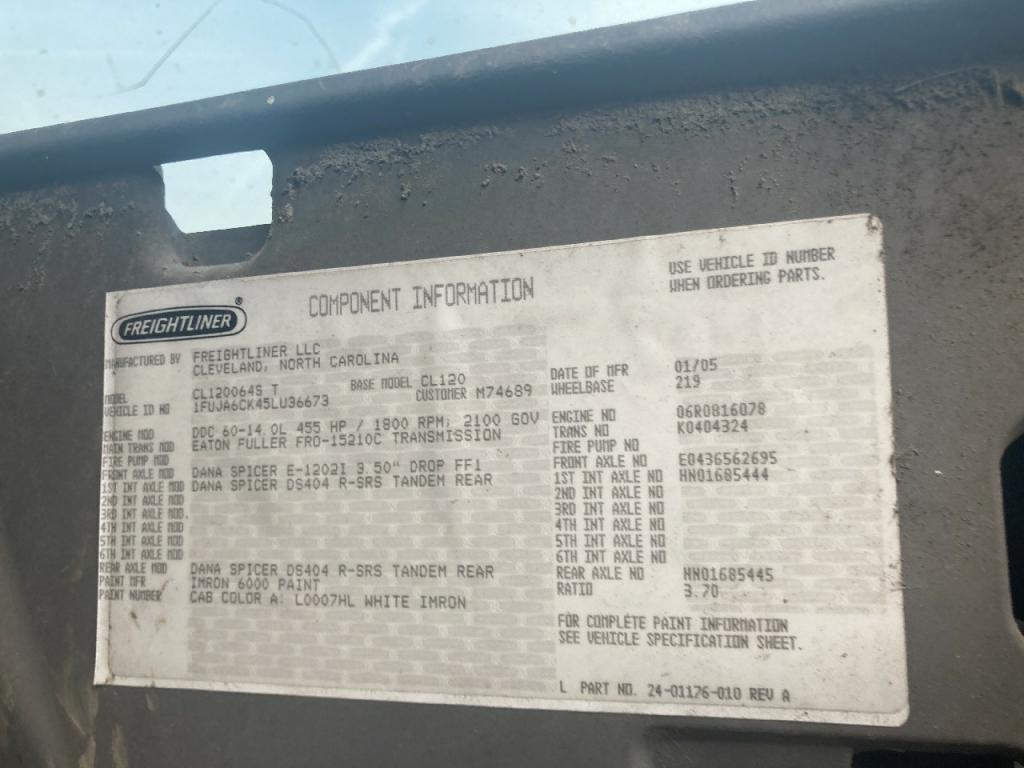 USE VEHICLE ID NUMBER
WHEN ORDERING PARTS.
COMPONENT INFORMATION
FREIGHTLINER®
MANUFACTURED BY FREIGHTLINER LLC
CLEVELAND, NORTH CAROLINA
MODEL CL120064S T BASE MODEL CL120
VEHICLE ID NO 1FUJA6CK45LU36673 CUSTOMER M74689
ENGINE MOD DDC 60-14.0L 455 HP / 1800 RPM; 2100 GOV
MAIN TRANS MOD EATON FULLER FRO-15210C TRANSMISSION
FIRE PUMP MOD
FRONT AXLE MOD DANA SPICER E-1202I 3.50" DROP FF1
1ST INT AXLE MOD DANA SPICER DS404 R-SRS TANDEM REAR
2ND INT AXLE MOD
3RD INT AXLE MOD.
4TH INT AXLE MOD
5TH INT AXLE MOD
6TH INT AXLE MOD
REAR AXLE MOD DANA SPICER DS404 R-SRS TANDEM REAR
PAINT MFR IMRON 6000 PAINT
PAINT NUMBER CAB COLOR A: L0007HL WHITE IMRON
DATE OF MFR 01/05
WHEELBASE 219
ENGINE NO 06R0816078
TRANS NO K0404324
FIRE PUMP NO
FRONT AXLE NO E0436562695
1ST INT AXLE NO HN01685444
2ND INT AXLE NO
3RD INT AXLE NO
4TH INT AXLE NO
5TH INT AXLE NO
6TH INT AXLE NO
REAR AXLE NO HN01685445
RATIO 3.70
FOR COMPLETE PAINT INFORMATION
SEE VEHICLE SPECIFICATION SHEET.
L PART NO. 24-01176-010 REV A